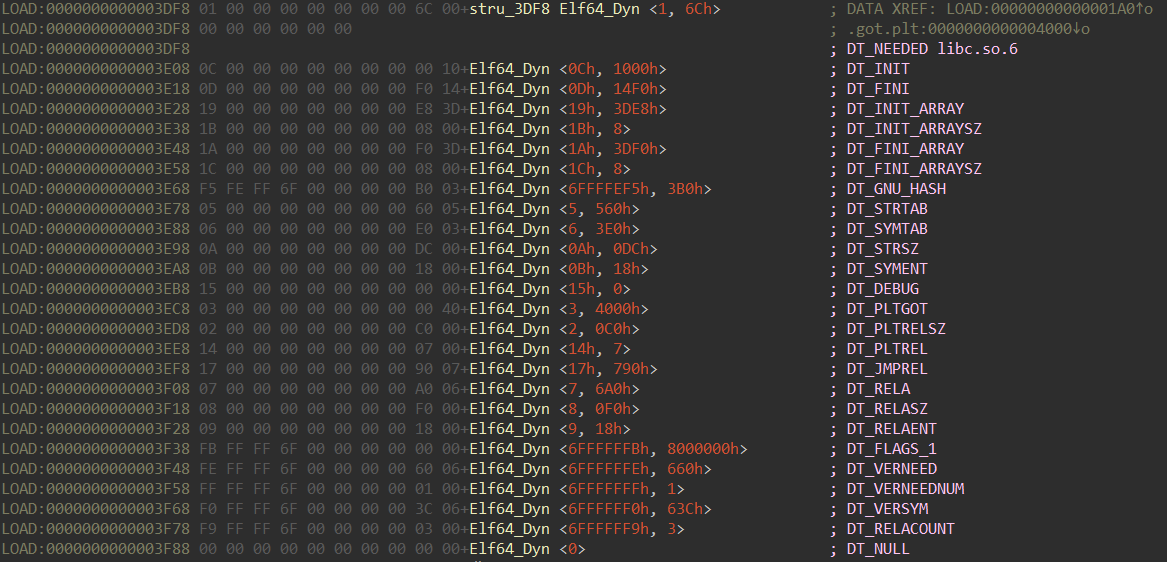 LOAD:0000000000003DF8 01 00 00 00 00 00 00 00 6C 00+stru_3DF8 Elf64_Dyn <1, 6Ch> ; DATA XREF: LOAD:00000000000001A0↑o
LOAD:0000000000003DF8 00 00 00 00 00 00 ; .got.plt:0000000000004000↓o
LOAD:0000000000003DF8 ; DT_NEEDED libc.so.6
LOAD:0000000000003E08 0C 00 00 00 00 00 00 00 00 10+Elf64_Dyn <0Ch, 1000h> ; DT_INIT
LOAD:0000000000003E18 0D 00 00 00 00 00 00 00 F0 14+Elf64_Dyn <0Dh, 14F0h> ; DT_FINI
LOAD:0000000000003E28 19 00 00 00 00 00 00 00 E8 3D+Elf64_Dyn <19h, 3DE8h> ; DT_INIT_ARRAY
LOAD:0000000000003E38 1B 00 00 00 00 00 00 00 08 00+Elf64_Dyn <1Bh, 8> ; DT_INIT_ARRAYSZ
LOAD:0000000000003E48 1A 00 00 00 00 00 00 00 F0 3D+Elf64_Dyn <1Ah, 3DF0h> ; DT_FINI_ARRAY
LOAD:0000000000003E58 1C 00 00 00 00 00 00 00 08 00+Elf64_Dyn <1Ch, 8> ; DT_FINI_ARRAYSZ
LOAD:0000000000003E68 F5 FE FF 6F 00 00 00 00 B0 03+Elf64_Dyn <6FFFFEF5h, 3B0h> ; DT_GNU_HASH
LOAD:0000000000003E78 05 00 00 00 00 00 00 00 60 05+Elf64_Dyn <5, 560h> ; DT_STRTAB
LOAD:0000000000003E88 06 00 00 00 00 00 00 00 E0 03+Elf64_Dyn <6, 3E0h> ; DT_SYMTAB
LOAD:0000000000003E98 0A 00 00 00 00 00 00 00 DC 00+Elf64_Dyn <0Ah, 0DCh> ; DT_STRSZ
LOAD:0000000000003EA8 0B 00 00 00 00 00 00 00 18 00+Elf64_Dyn <0Bh, 18h> ; DT_SYMENT
LOAD:0000000000003EB8 15 00 00 00 00 00 00 00 00 00+Elf64_Dyn <15h, 0> ; DT_DEBUG
LOAD:0000000000003EC8 03 00 00 00 00 00 00 00 00 40+Elf64_Dyn <3, 4000h> ; DT_PLTGOT
LOAD:0000000000003ED8 02 00 00 00 00 00 00 00 C0 00+Elf64_Dyn <2, 0C0h> ; DT_PLTRELSZ
LOAD:0000000000003EE8 14 00 00 00 00 00 00 00 07 00+Elf64_Dyn <14h, 7> ; DT_PLTREL
LOAD:0000000000003EF8 17 00 00 00 00 00 00 00 90 07+Elf64_Dyn <17h, 790h> ; DT_JMPREL
LOAD:0000000000003F08 07 00 00 00 00 00 00 00 A0 06+Elf64_Dyn <7, 6A0h> ; DT_RELA
LOAD:0000000000003F18 08 00 00 00 00 00 00 00 F0 00+Elf64_Dyn <8, 0F0h> ; DT_RELASZ
LOAD:0000000000003F28 09 00 00 00 00 00 00 00 18 00+Elf64_Dyn <9, 18h> ; DT_RELAENT
LOAD:0000000000003F38 FB FF FF 6F 00 00 00 00 00 00+Elf64_Dyn <6FFFFFFBh, 8000000h> ; DT_FLAGS_1
LOAD:0000000000003F48 FE FF FF 6F 00 00 00 00 60 06+Elf64_Dyn <6FFFFFFEh, 660h> ; DT_VERNEED
LOAD:0000000000003F58 FF FF FF 6F 00 00 00 00 01 00+Elf64_Dyn <6FFFFFFFh, 1> ; DT_VERNEEDNUM
LOAD:0000000000003F68 F0 FF FF 6F 00 00 00 00 3C 06+Elf64_Dyn <6FFFFFF0h, 63Ch> ; DT_VERSYM
LOAD:0000000000003F78 F9 FF FF 6F 00 00 00 00 03 00+Elf64_Dyn <6FFFFFF9h, 3> ; DT_RELACOUNT
LOAD:0000000000003F88 00 00 00 00 00 00 00 00 00 00+Elf64_Dyn <0> ; DT_NULL